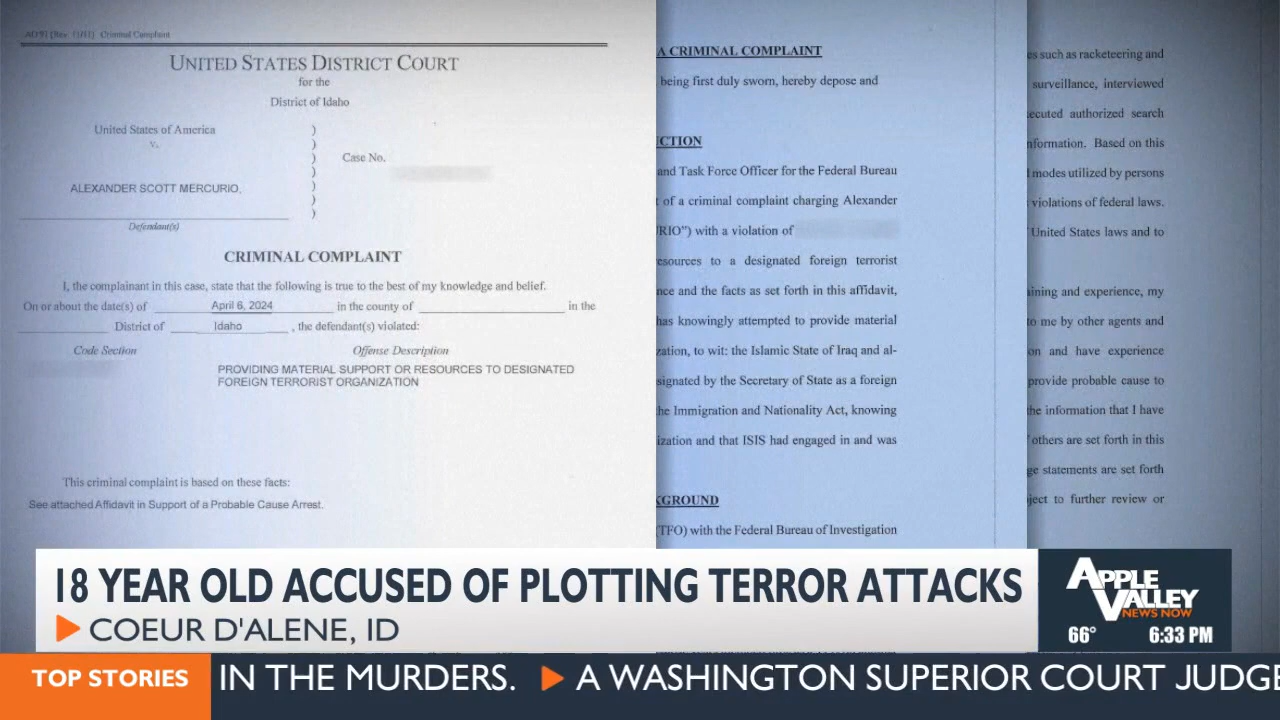 AO 91 (Rev. 11/11) Criminal Complaint
UNITED STATES DISTRICT COURT
for the
District of Idaho
United States of America
v.
ALEXANDER SCOTT MERCURIO,
Defendant(s)
)
)
)
)
)
)
)
Case No.
CRIMINAL COMPLAINT
I, the complainant in this case, state that the following is true to the best of my knowledge and belief.
On or about the date(s) of April 6, 2024 in the county of in the
District of Idaho , the defendant(s) violated:
Code Section Offense Description
PROVIDING MATERIAL SUPPORT OR RESOURCES TO DESIGNATED
FOREIGN TERRORIST ORGANIZATION
This criminal complaint is based on these facts:
See attached Affidavit in Support of a Probable Cause Arrest.
A CRIMINAL COMPLAINT
being first duly sworn, hereby depose and
CTION
and Task Force Officer for the Federal Bureau
of a criminal complaint charging Alexander
RIO") with a violation of
esources to a designated foreign terrorist
nce and the facts as set forth in this affidavit,
has knowingly attempted to provide material
zation, to wit: the Islamic State of Iraq and al-
signated by the Secretary of State as a foreign
he Immigration and Nationality Act, knowing
ization and that ISIS had engaged in and was
KGROUND
(TFO) with the Federal Bureau of Investigation
es such as racketeering and
surveillance, interviewed
ecuted authorized search
nformation. Based on this
modes utilized by persons
violations of federal laws.
United States laws and to
ining and experience, my
to me by other agents and
on and have experience
provide probable cause to
the information that I have
others are set forth in this
ge statements are set forth
ject to further review or
18 YEAR OLD ACCUSED OF PLOTTING TERROR ATTACKS
COEUR D'ALENE, ID
APPLE
VALLEY
NEWS NOW
66° 6:33 PM
TOP STORIES IN THE MURDERS. A WASHINGTON SUPERIOR COURT JUDGE